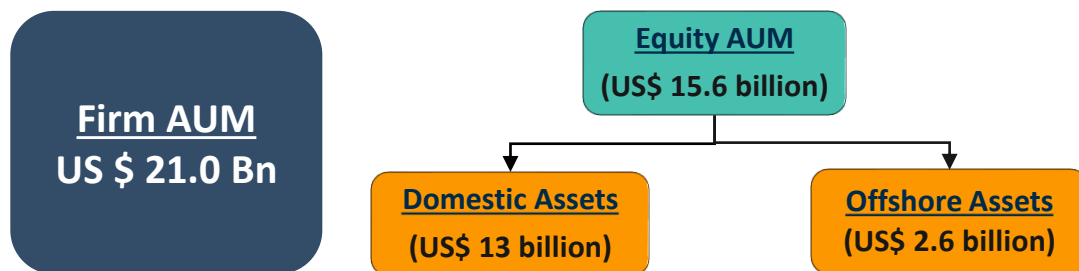 Firm AUM
US $ 21.0 Bn
Equity AUM
(US$ 15.6 billion)
Domestic Assets
(US$ 13 billion)
Offshore Assets
(US$ 2.6 billion)